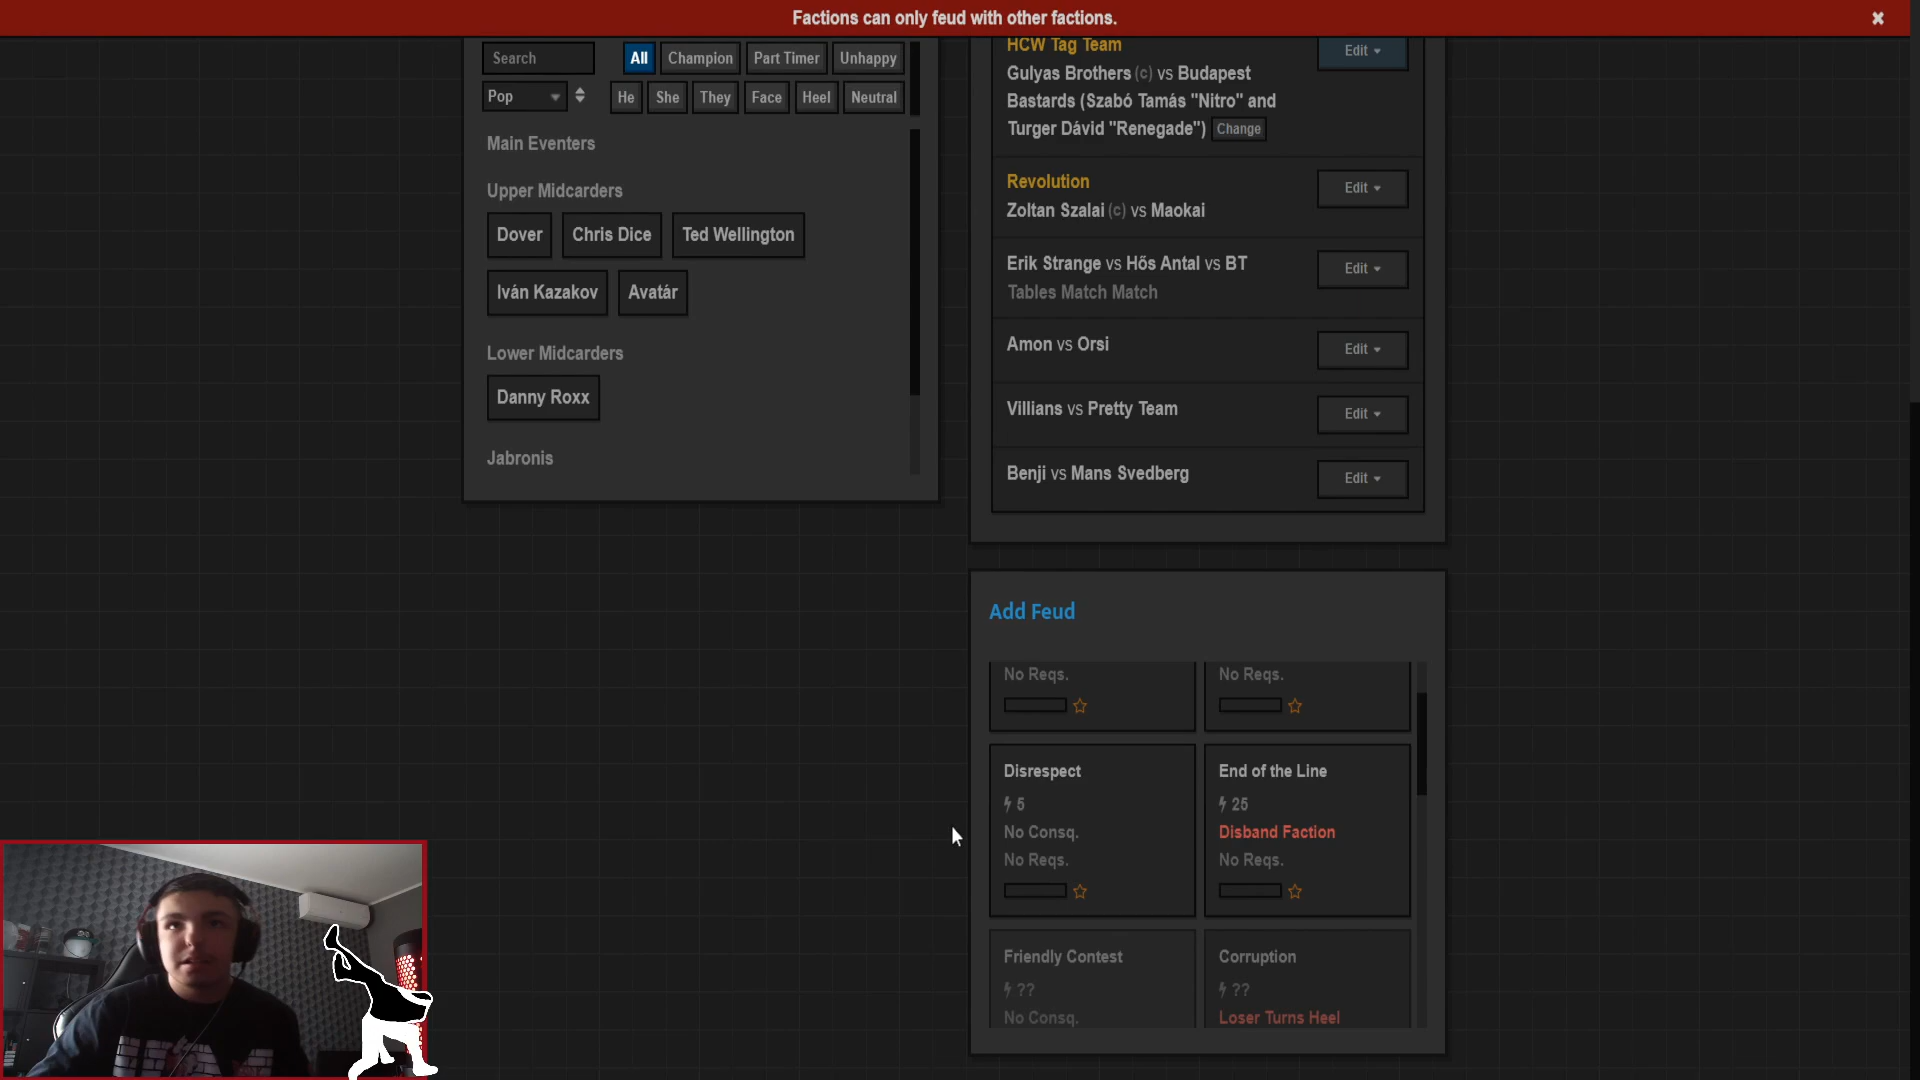 Factions can only feud with other factions.
Search
All
Champion
Part Timer
Unhappy
Pop
He
She
They
Face
Heel
Neutral
Main Eventers
Upper Midcarders
Dover
Chris Dice
Ted Wellington
Iván Kazakov
Avatár
Lower Midcarders
Danny Roxx
Jabronis
HCW Tag Team
Gulyas Brothers (c) vs Budapest
Bastards (Szabó Tamás "Nitro" and
Turger Dávid "Renegade") Change
Edit
Revolution
Zoltan Szalai (c) vs Maokai
Edit
Erik Strange vs Hős Antal vs BT
Tables Match Match
Edit
Amon vs Orsi
Edit
Villians vs Pretty Team
Edit
Benji vs Mans Svedberg
Edit
Add Feud
No Reqs.
No Reqs.
Disrespect
5
No Consq.
No Reqs.
End of the Line
25
Disband Faction
No Reqs.
Friendly Contest
??
No Consq.
Corruption
??
Loser Turns Heel